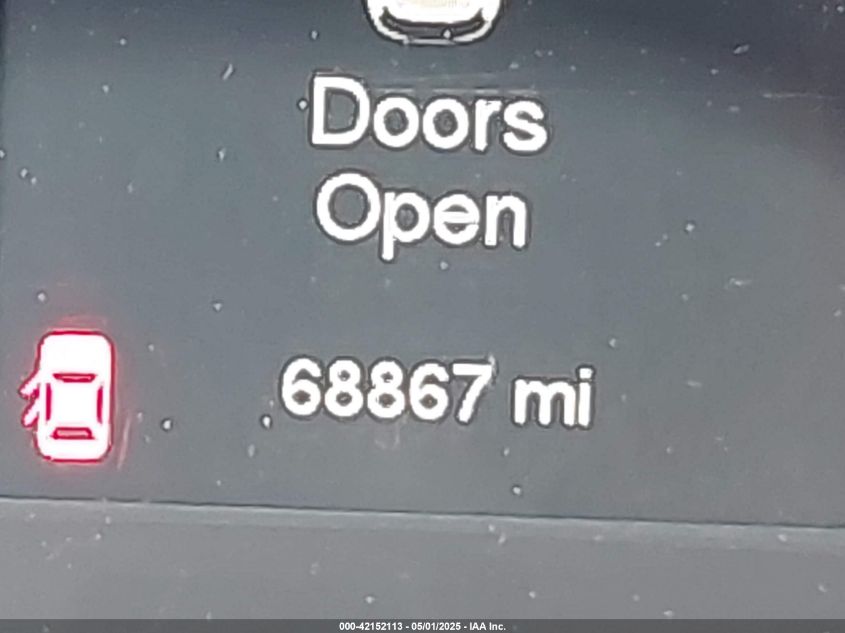 Doors
Open
68867 mi
000-42152113 - 05/01/2025 - IAA Inc.